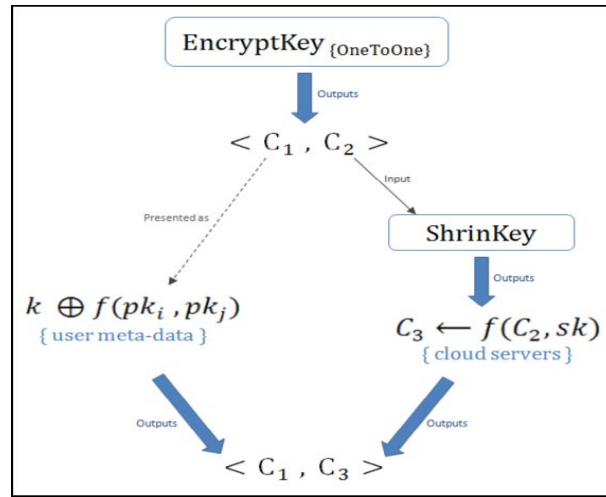 EncryptKey {OneToOne}
Outputs
< C₁ , C₂ >
Input
Presented as
ShrinKey
Outputs
k ⊕ f(pkᵢ , pkⱼ)
{ user meta-data }
C₃ ← f(C₂, sk)
{ cloud servers }
Outputs
Outputs
< C₁ , C₃ >